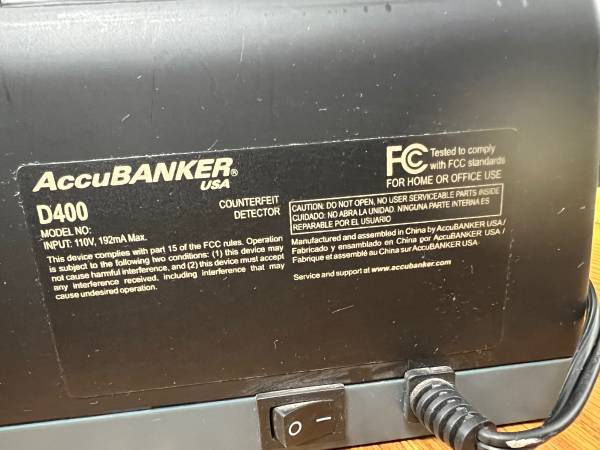 AccuBANKER®
USA
D400
COUNTERFEIT
DETECTOR
MODEL NO:
INPUT: 110V, 192mA Max.
This device complies with part 15 of the FCC rules. Operation
is subject to the following two conditions: (1) this device may
not cause harmful interference, and (2) this device must accept
any interference received, including interference that may
cause undesired operation.
FC Tested to comply
with FCC standards
FOR HOME OR OFFICE USE
CAUTION: DO NOT OPEN, NO USER SERVICEABLE PARTS INSIDE
CUIDADO: NO ABRA LA UNIDAD. NINGUNA PARTE INTERNA ES
REPARABLE POR EL USUARIO
Manufactured and assembled in China by AccuBANKER USA /
Fabricado y ensamblado en China por AccuBANKER USA /
Fabrique et assemblé au China sur AccuBANKER USA
Service and support at www.accubanker.com
O –